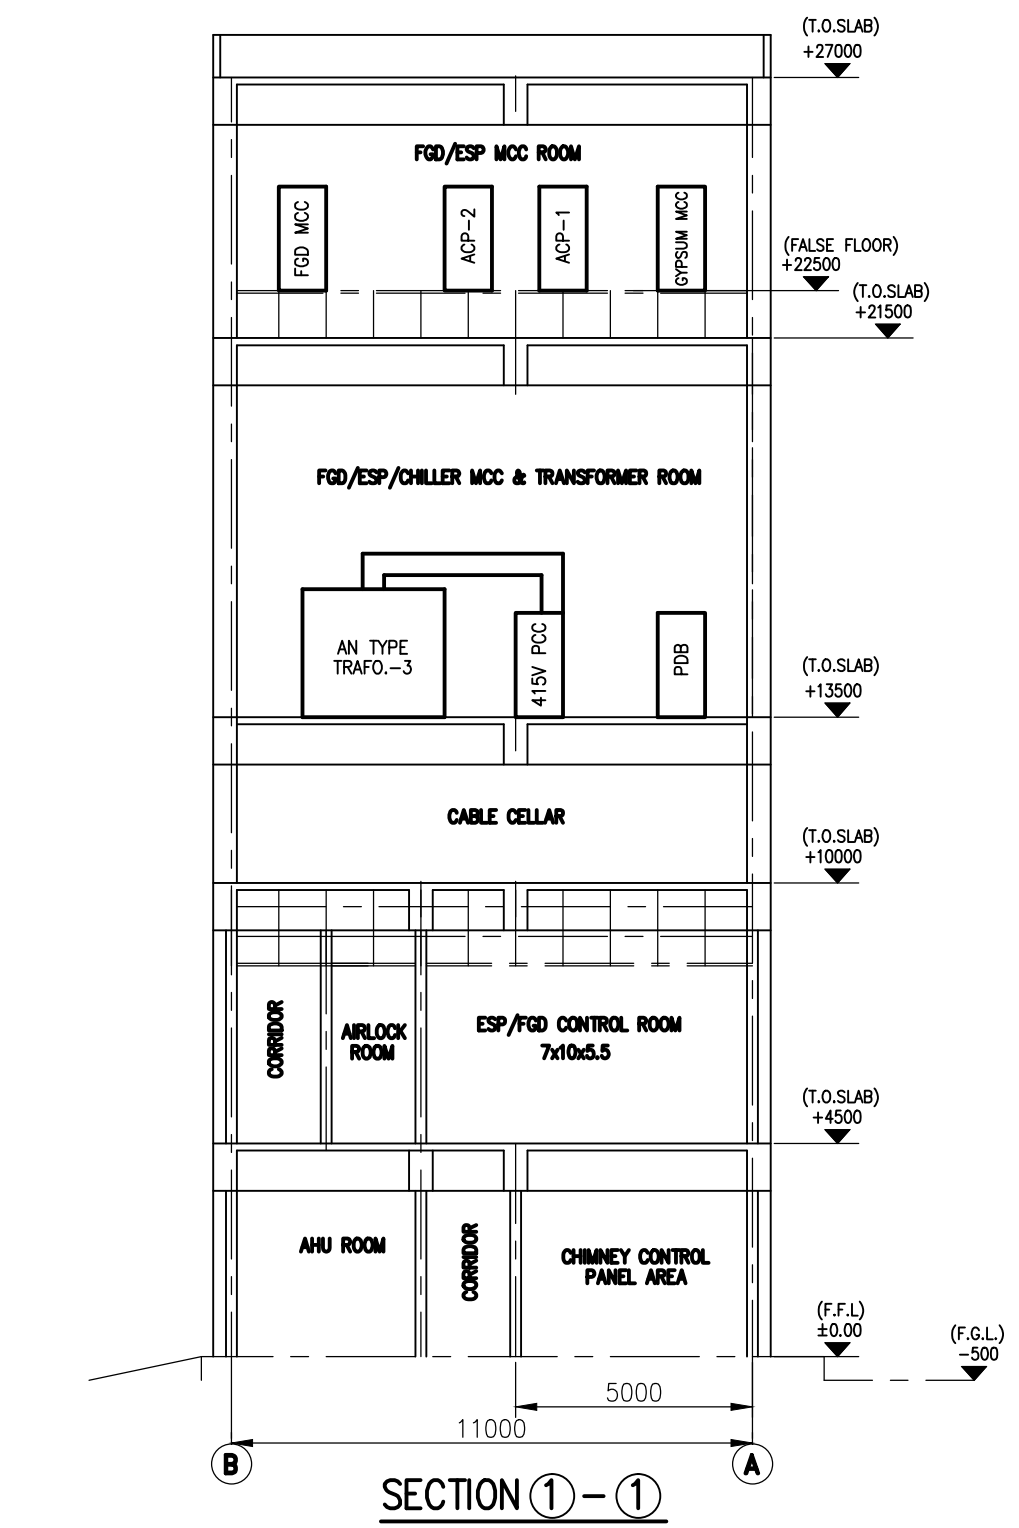 (T.O.SLAB)
+27000
FGD/ESP MCC ROOM
FGD MCC
ACP-2
ACP-1
GYPSUM MCC
(FALSE FLOOR)
+22500
(T.O.SLAB)
+21500
FGD/ESP/CHILLER MCC & TRANSFORMER ROOM
AN TYPE
TRAFO.-3
415V PCC
PDB
(T.O.SLAB)
+13500
CABLE CELLAR
(T.O.SLAB)
+10000
CORRIDOR
AIRLOCK
ROOM
ESP/FGD CONTROL ROOM
7x10x5.5
(T.O.SLAB)
+4500
AHU ROOM
CORRIDOR
CHIMNEY CONTROL
PANEL AREA
(F.F.L)
±0.00
(F.G.L.)
-500
5000
11000
B
A
SECTION 1 - 1